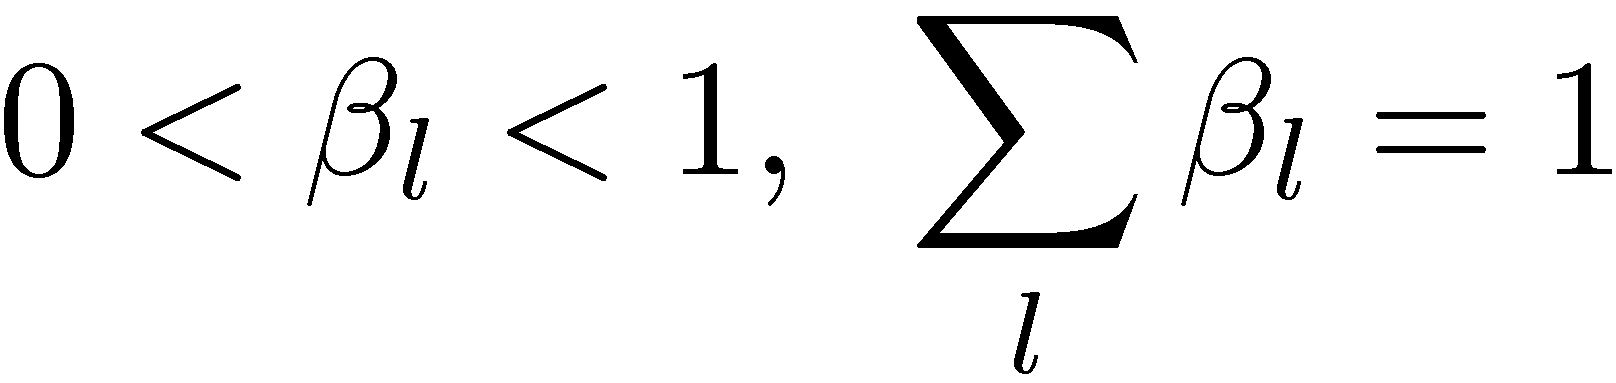 0 < β_l < 1, ∑_l β_l = 1